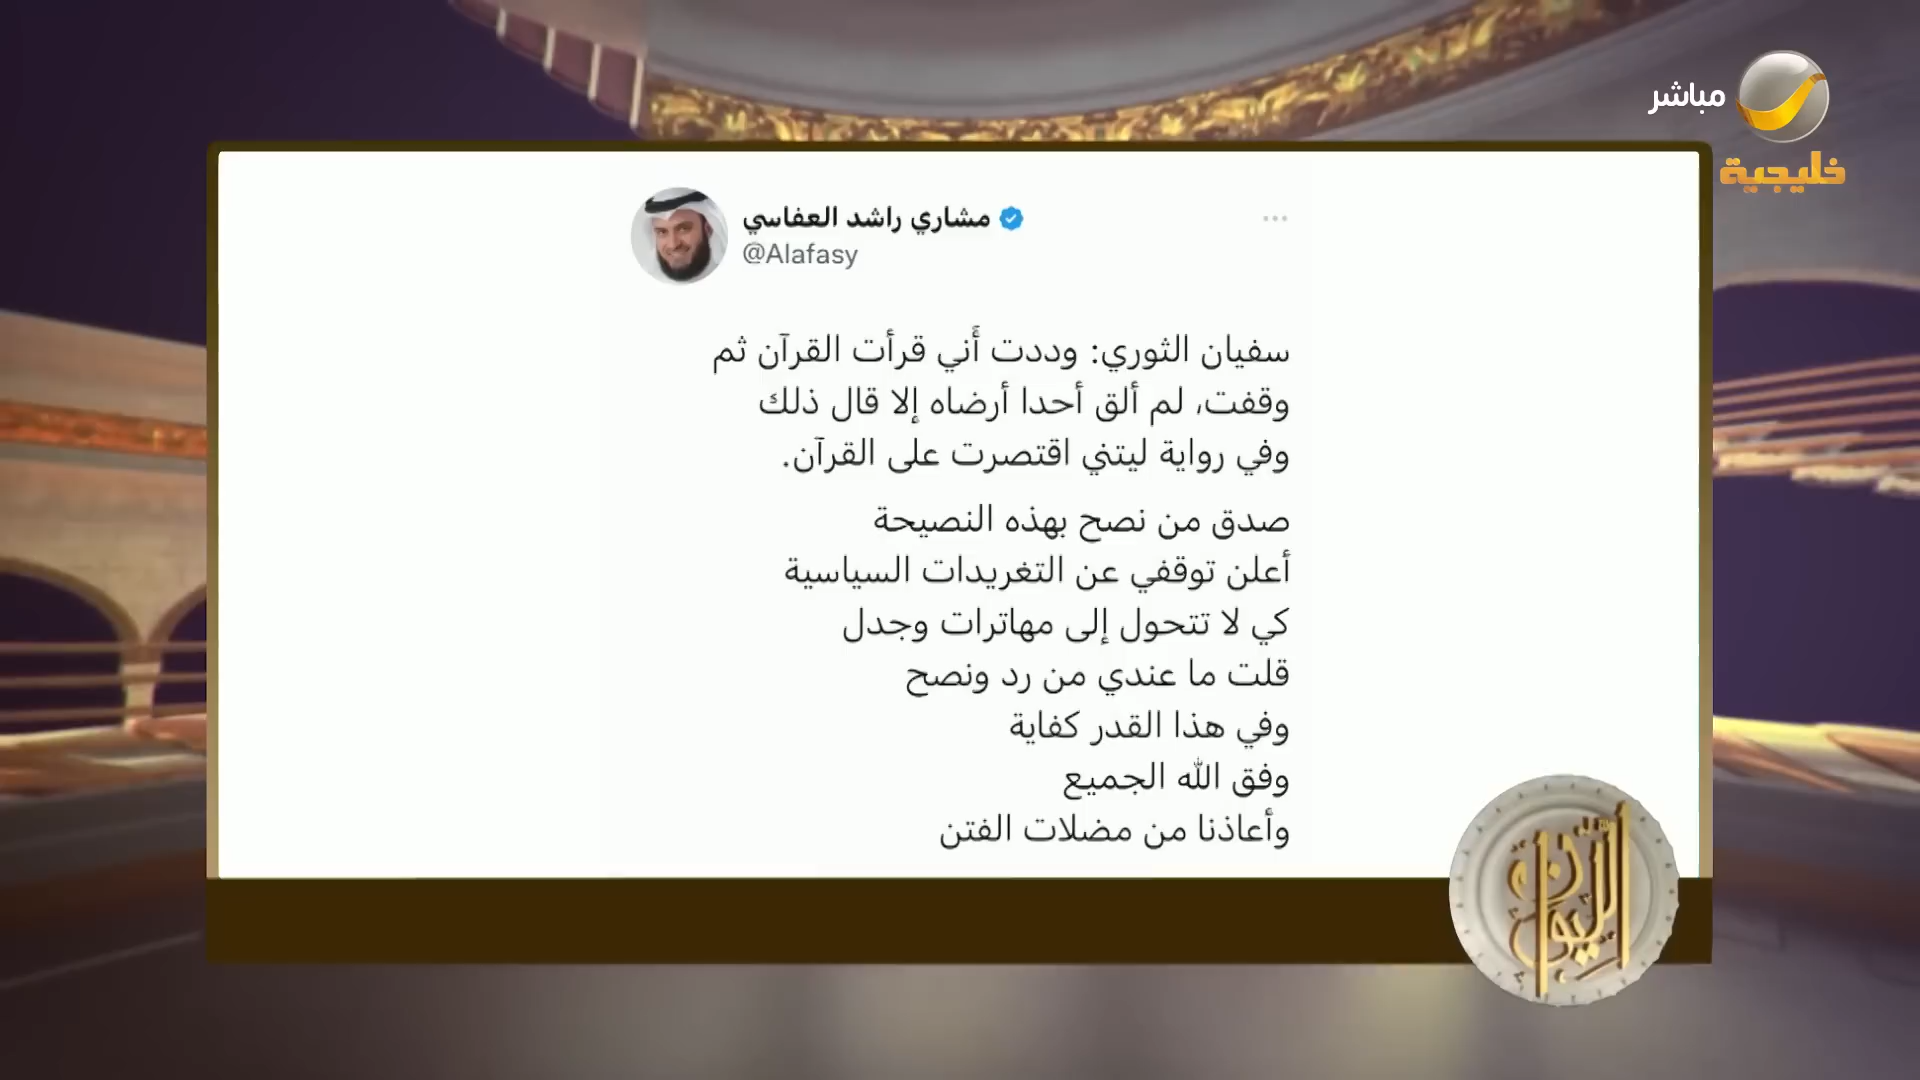 مباشر
خليجية
مشاري راشد العفاسي
@Alafasy
سفيان الثوري: وددت أَني قرأت القرآن ثم
وقفت، لم ألق أحدا أرضاه إلا قال ذلك
وفي رواية ليتني اقتصرت على القرآن.
صدق من نصح بهذه النصيحة
أعلن توقفي عن التغريدات السياسية
كي لا تتحول إلى مهاترات وجدل
قلت ما عندي من رد ونصح
وفي هذا القدر كفاية
وفق الله الجميع
وأعاذنا من مضلات الفتن